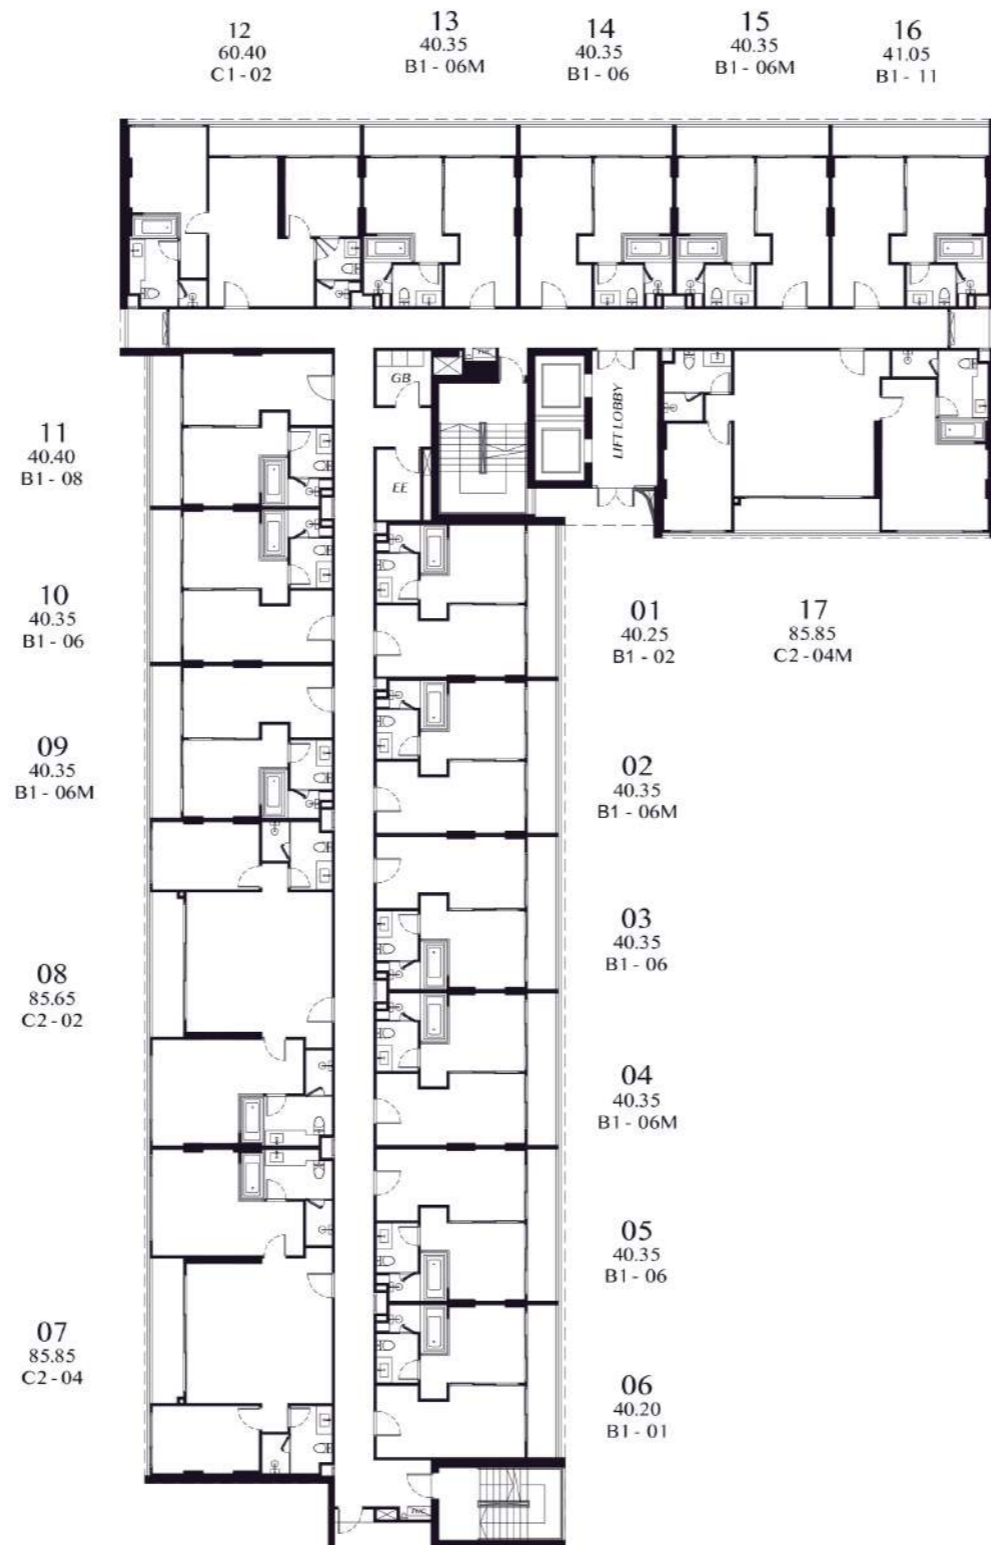 12
60.40
C1 - 02
13
40.35
B1 - 06M
14
40.35
B1 - 06
15
40.35
B1 - 06M
16
41.05
B1 - 11
GB
LIFT LOBBY
EE
11
40.40
B1 - 08
10
40.35
B1 - 06
01
40.25
B1 - 02
17
85.85
C2 - 04M
09
40.35
B1 - 06M
02
40.35
B1 - 06M
03
40.35
B1 - 06
08
85.65
C2 - 02
04
40.35
B1 - 06M
05
40.35
B1 - 06
07
85.85
C2 - 04
06
40.20
B1 - 01